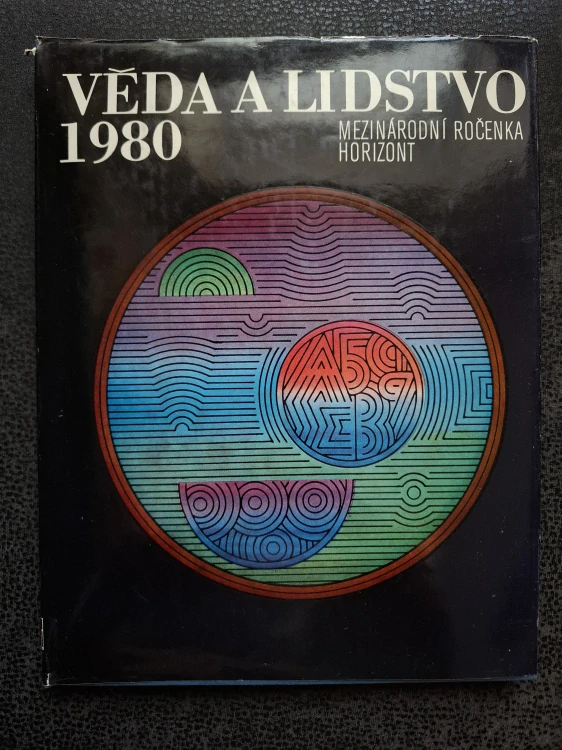 VĚDA A LIDSTVO
1980
MEZINÁRODNÍ ROČENKA
HORIZONT